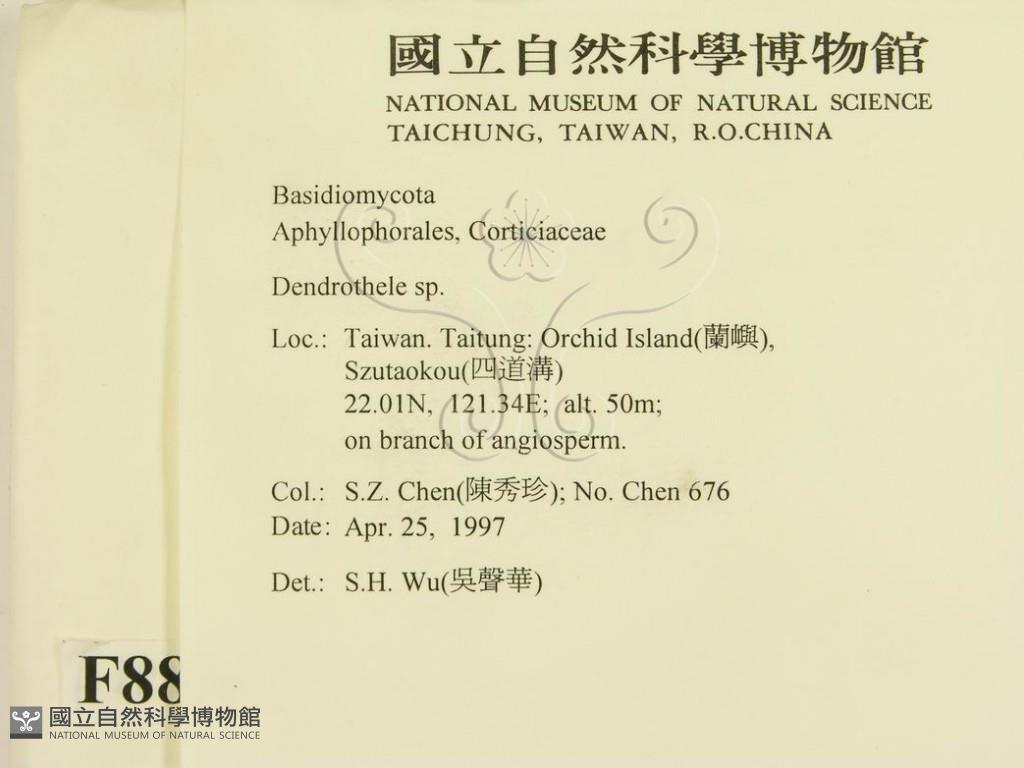 國立自然科學博物館
NATIONAL MUSEUM OF NATURAL SCIENCE
TAICHUNG, TAIWAN, R.O.CHINA
Basidiomycota
Aphyllophorales, Corticiaceae
Dendrothele sp.
Loc.: Taiwan. Taitung: Orchid Island(蘭嶼),
Szutaokou(四道溝)
22.01N, 121.34E; alt. 50m;
on branch of angiosperm.
Col.: S.Z. Chen(陳秀珍); No. Chen 676
Date: Apr. 25, 1997
Det.: S.H. Wu(吳聲華)
F88
國立自然科學博物館
NATIONAL MUSEUM OF NATURAL SCIENCE